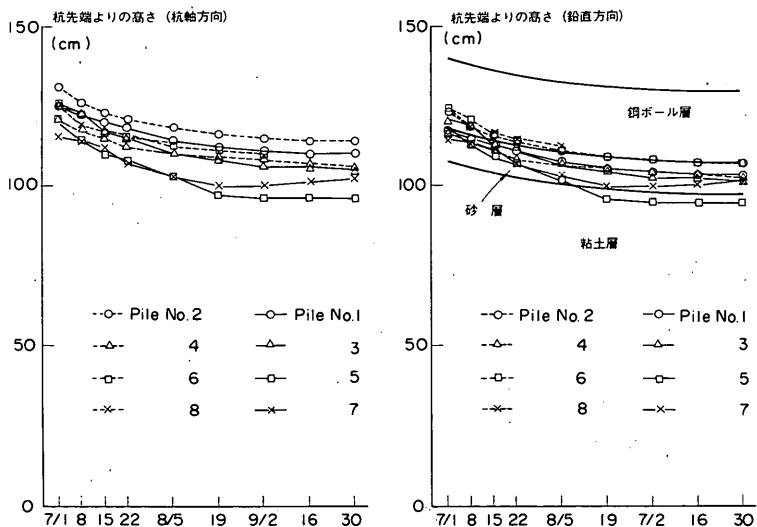 杭先端よりの高さ (杭軸方向)
150
(cm)
100
50
0
Pile No.2
Pile No.1
4
3
6
5
8
7
7/1 8 15 22 8/5 19 9/2 16 30
杭先端よりの高さ (鉛直方向)
150
(cm)
鋼ボール層
100
砂層
粘土層
50
0
Pile No.2
Pile No.1
4
3
6
5
8
7
7/1 8 15 22 8/5 19 7/2 16 30